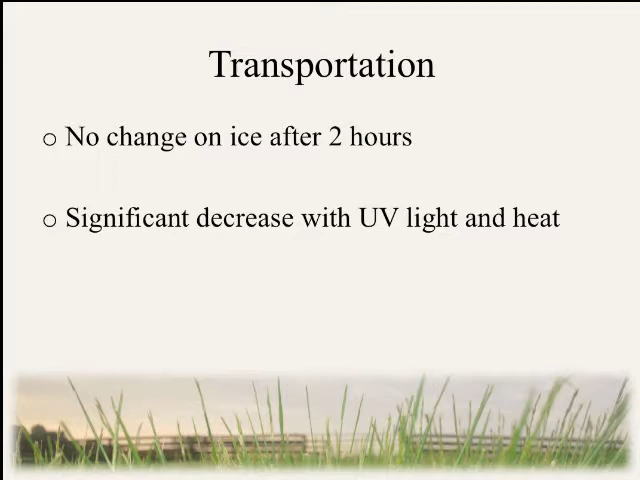 Transportation
o No change on ice after 2 hours
o Significant decrease with UV light and heat